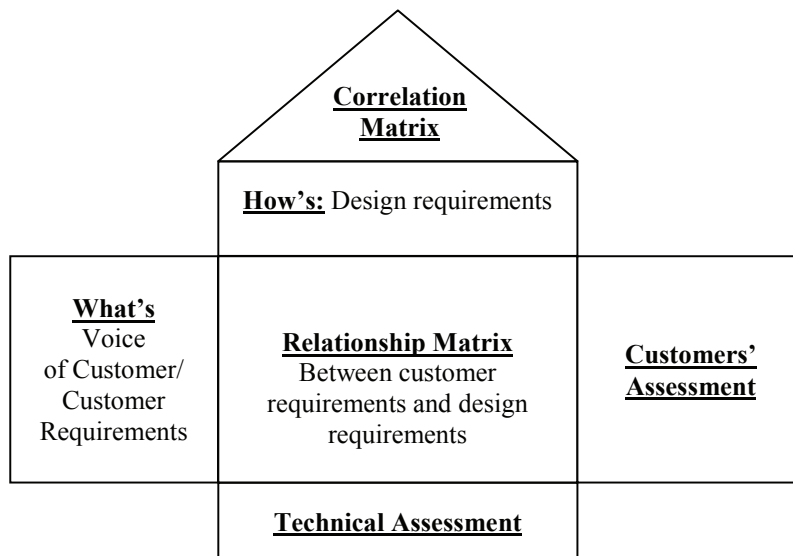 Correlation
Matrix
How’s: Design requirements
What’s
Voice
of Customer/
Customer
Requirements
Relationship Matrix
Between customer
requirements and design
requirements
Customers’
Assessment
Technical Assessment